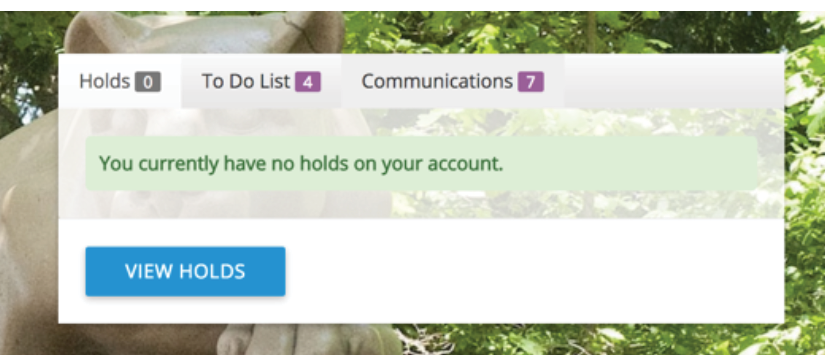 Holds 0 To Do List 4 Communications 7
You currently have no holds on your account.
VIEW HOLDS